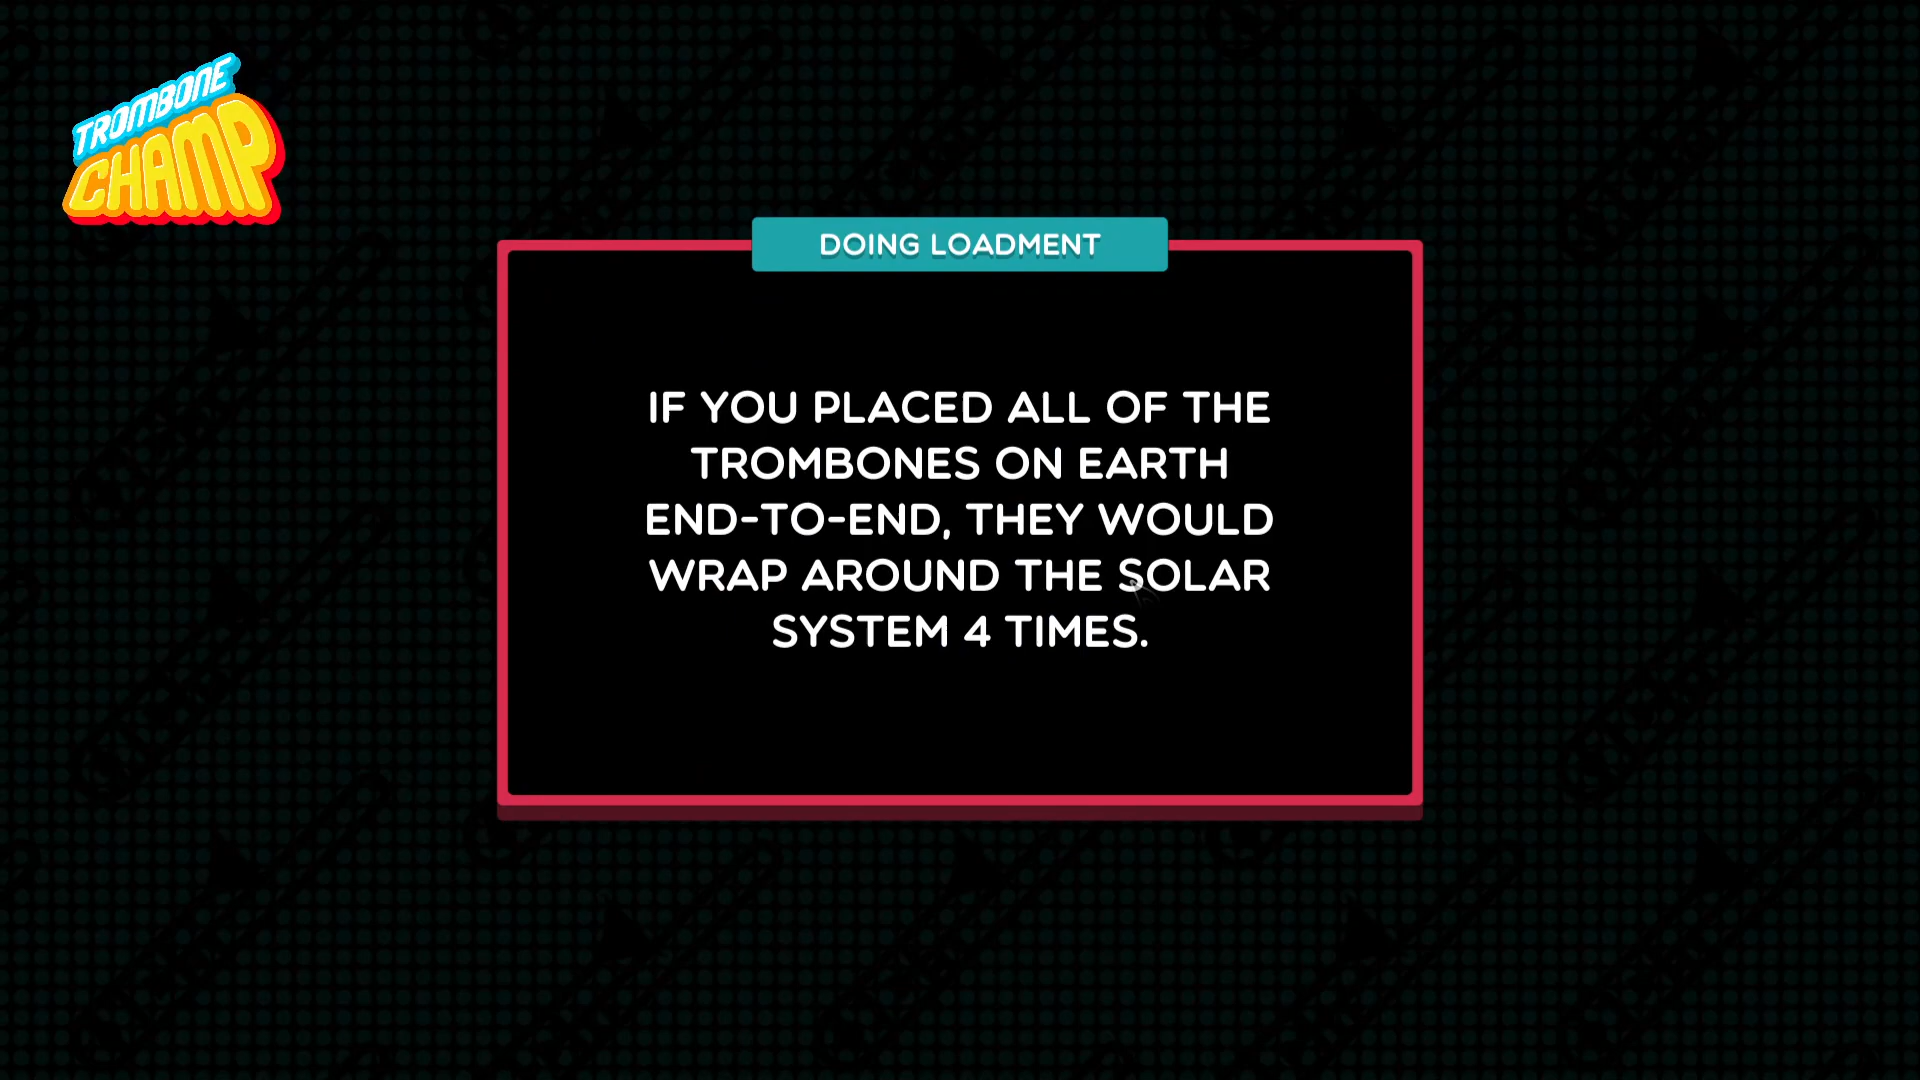 TROMBONE
CHAMP
DOING LOADMENT
IF YOU PLACED ALL OF THE
TROMBONES ON EARTH
END-TO-END, THEY WOULD
WRAP AROUND THE SOLAR
SYSTEM 4 TIMES.